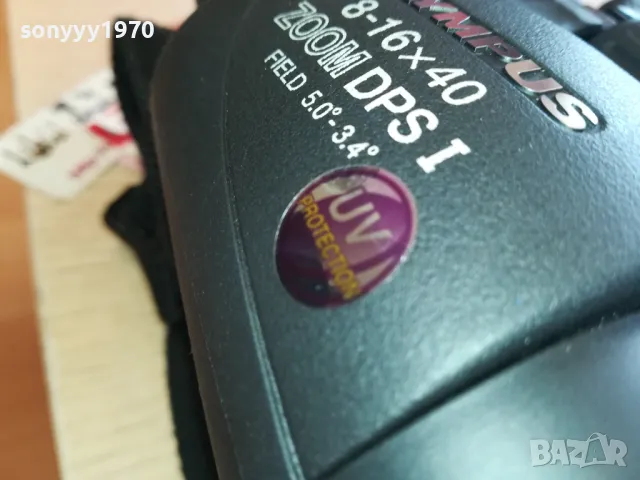 sonyyy1970
YMPUS
8-16×40
ZOOM DPS I
FIELD 5.0°-3.4°
UV
PROTECTION
BAZAR